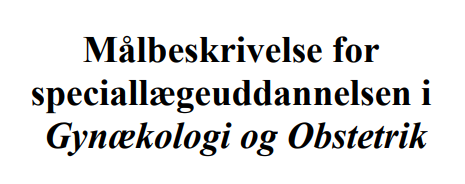 Målbeskrivelse for
speciallægeuddannelsen i
Gynækologi og Obstetrik